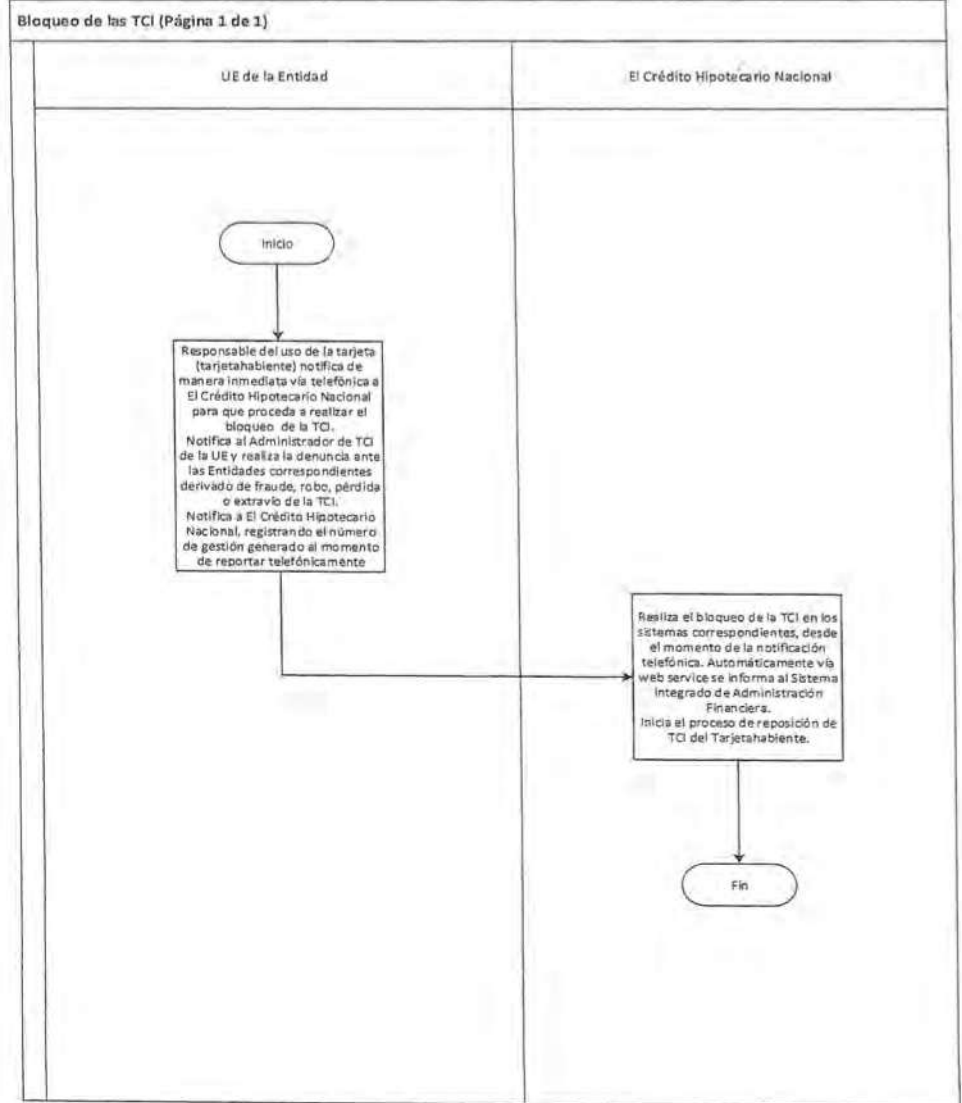 Bloqueo de las TCI (Página 1 de 1)
UE de la Entidad
El Crédito Hipotecario Nacional
Inicio
Responsable del uso de la tarjeta
(tarjetahabiente) notifica de
manera inmediata vía telefónica a
El Crédito Hipotecario Nacional
para que proceda a realizar el
bloqueo de la TCI.
Notifica al Administrador de TCI
de la UE y realiza la denuncia ante
las Entidades correspondientes
derivado de fraude, robo, pérdida
o extravío de la TCI.
Notifica a El Crédito Hipotecario
Nacional, registrando el número
de gestión generado al momento
de reportar telefónicamente
Realiza el bloqueo de la TCI en los
sistemas correspondientes, desde
el momento de la notificación
telefónica. Automáticamente vía
web service se informa al Sistema
Integrado de Administración
Financiera.
Inicia el proceso de reposición de
TCI del Tarjetahabiente.
Fin